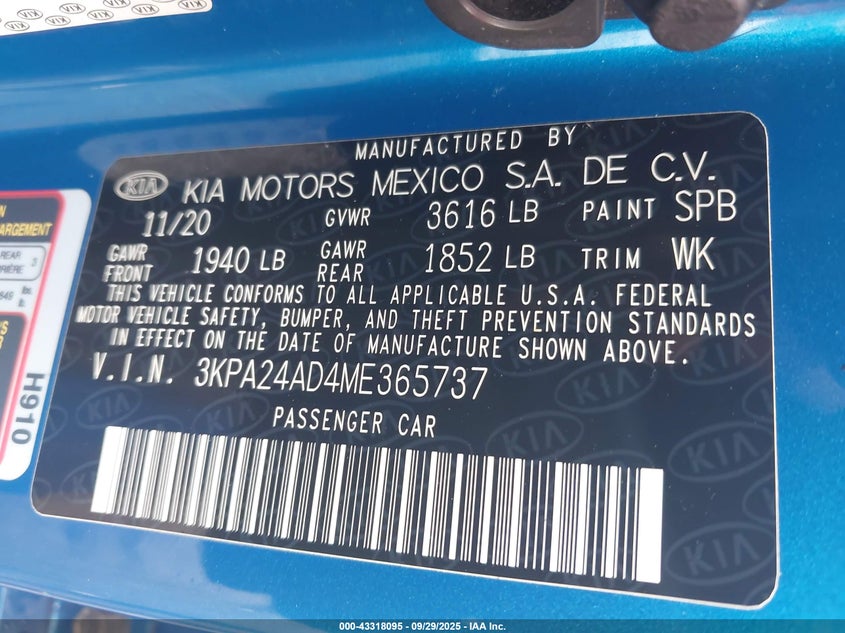 MANUFACTURED BY
KIA KIA MOTORS MEXICO S.A. DE C.V.
11/20 GVWR 3616 LB PAINT SPB
GAWR FRONT 1940 LB GAWR REAR 1852 LB TRIM WK
THIS VEHICLE CONFORMS TO ALL APPLICABLE U.S.A. FEDERAL
MOTOR VEHICLE SAFETY, BUMPER, AND THEFT PREVENTION STANDARDS
IN EFFECT ON THE DATE OF MANUFACTURE SHOWN ABOVE.
V.I.N. 3KPA24AD4ME365737
PASSENGER CAR
REAR 3
H910
000-43318095 - 09/29/2025 - IAA Inc.